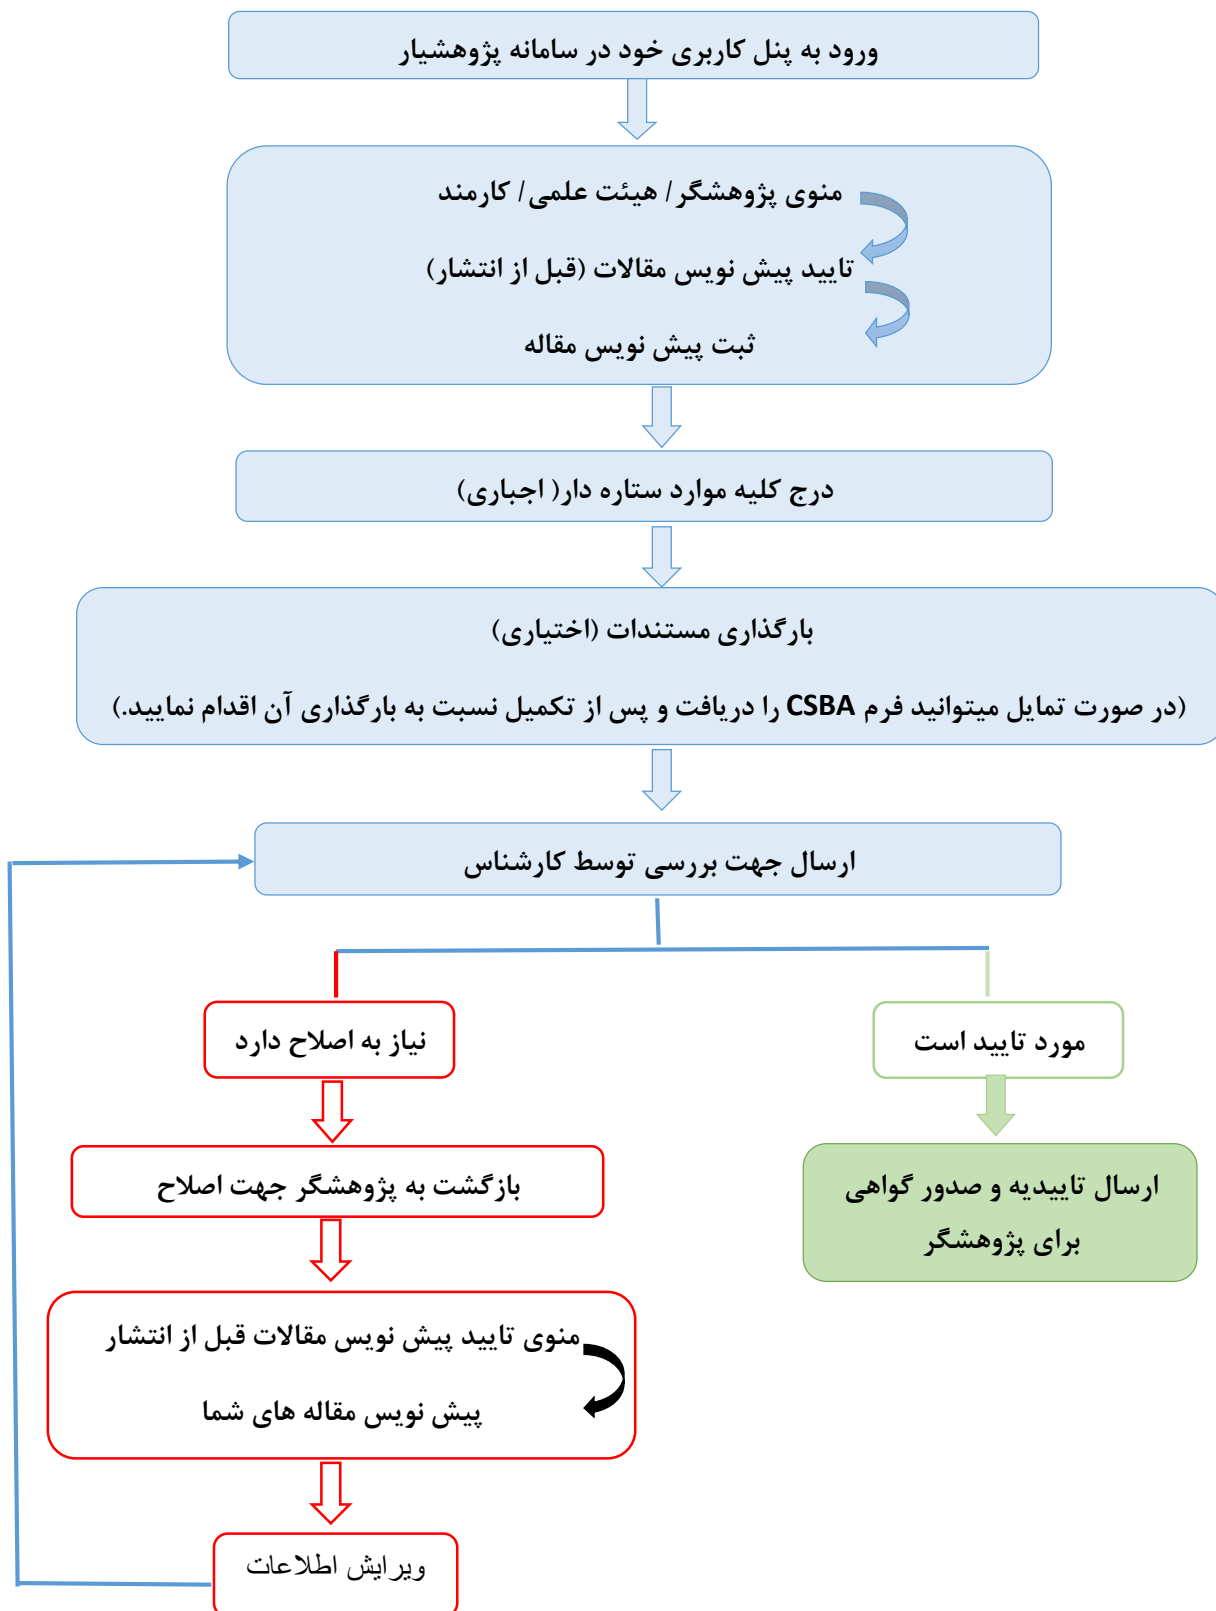 ورود به پنل کاربری خود در سامانه پژوهشیار
منوی پژوهشگر/ هیئت علمی/ کارمند
تایید پیش نویس مقالات (قبل از انتشار)
ثبت پیش نویس مقاله
درج کلیه موارد ستاره دار( اجباری)
بارگذاری مستندات (اختیاری)
(در صورت تمایل میتوانید فرم CSBA را دریافت و پس از تکمیل نسبت به بارگذاری آن اقدام نمایید.)
ارسال جهت بررسی توسط کارشناس
مورد تایید است
ارسال تاییدیه و صدور گواهی
برای پژوهشگر
نیاز به اصلاح دارد
بازگشت به پژوهشگر جهت اصلاح
منوی تایید پیش نویس مقالات قبل از انتشار
پیش نویس مقاله های شما
ویرایش اطلاعات